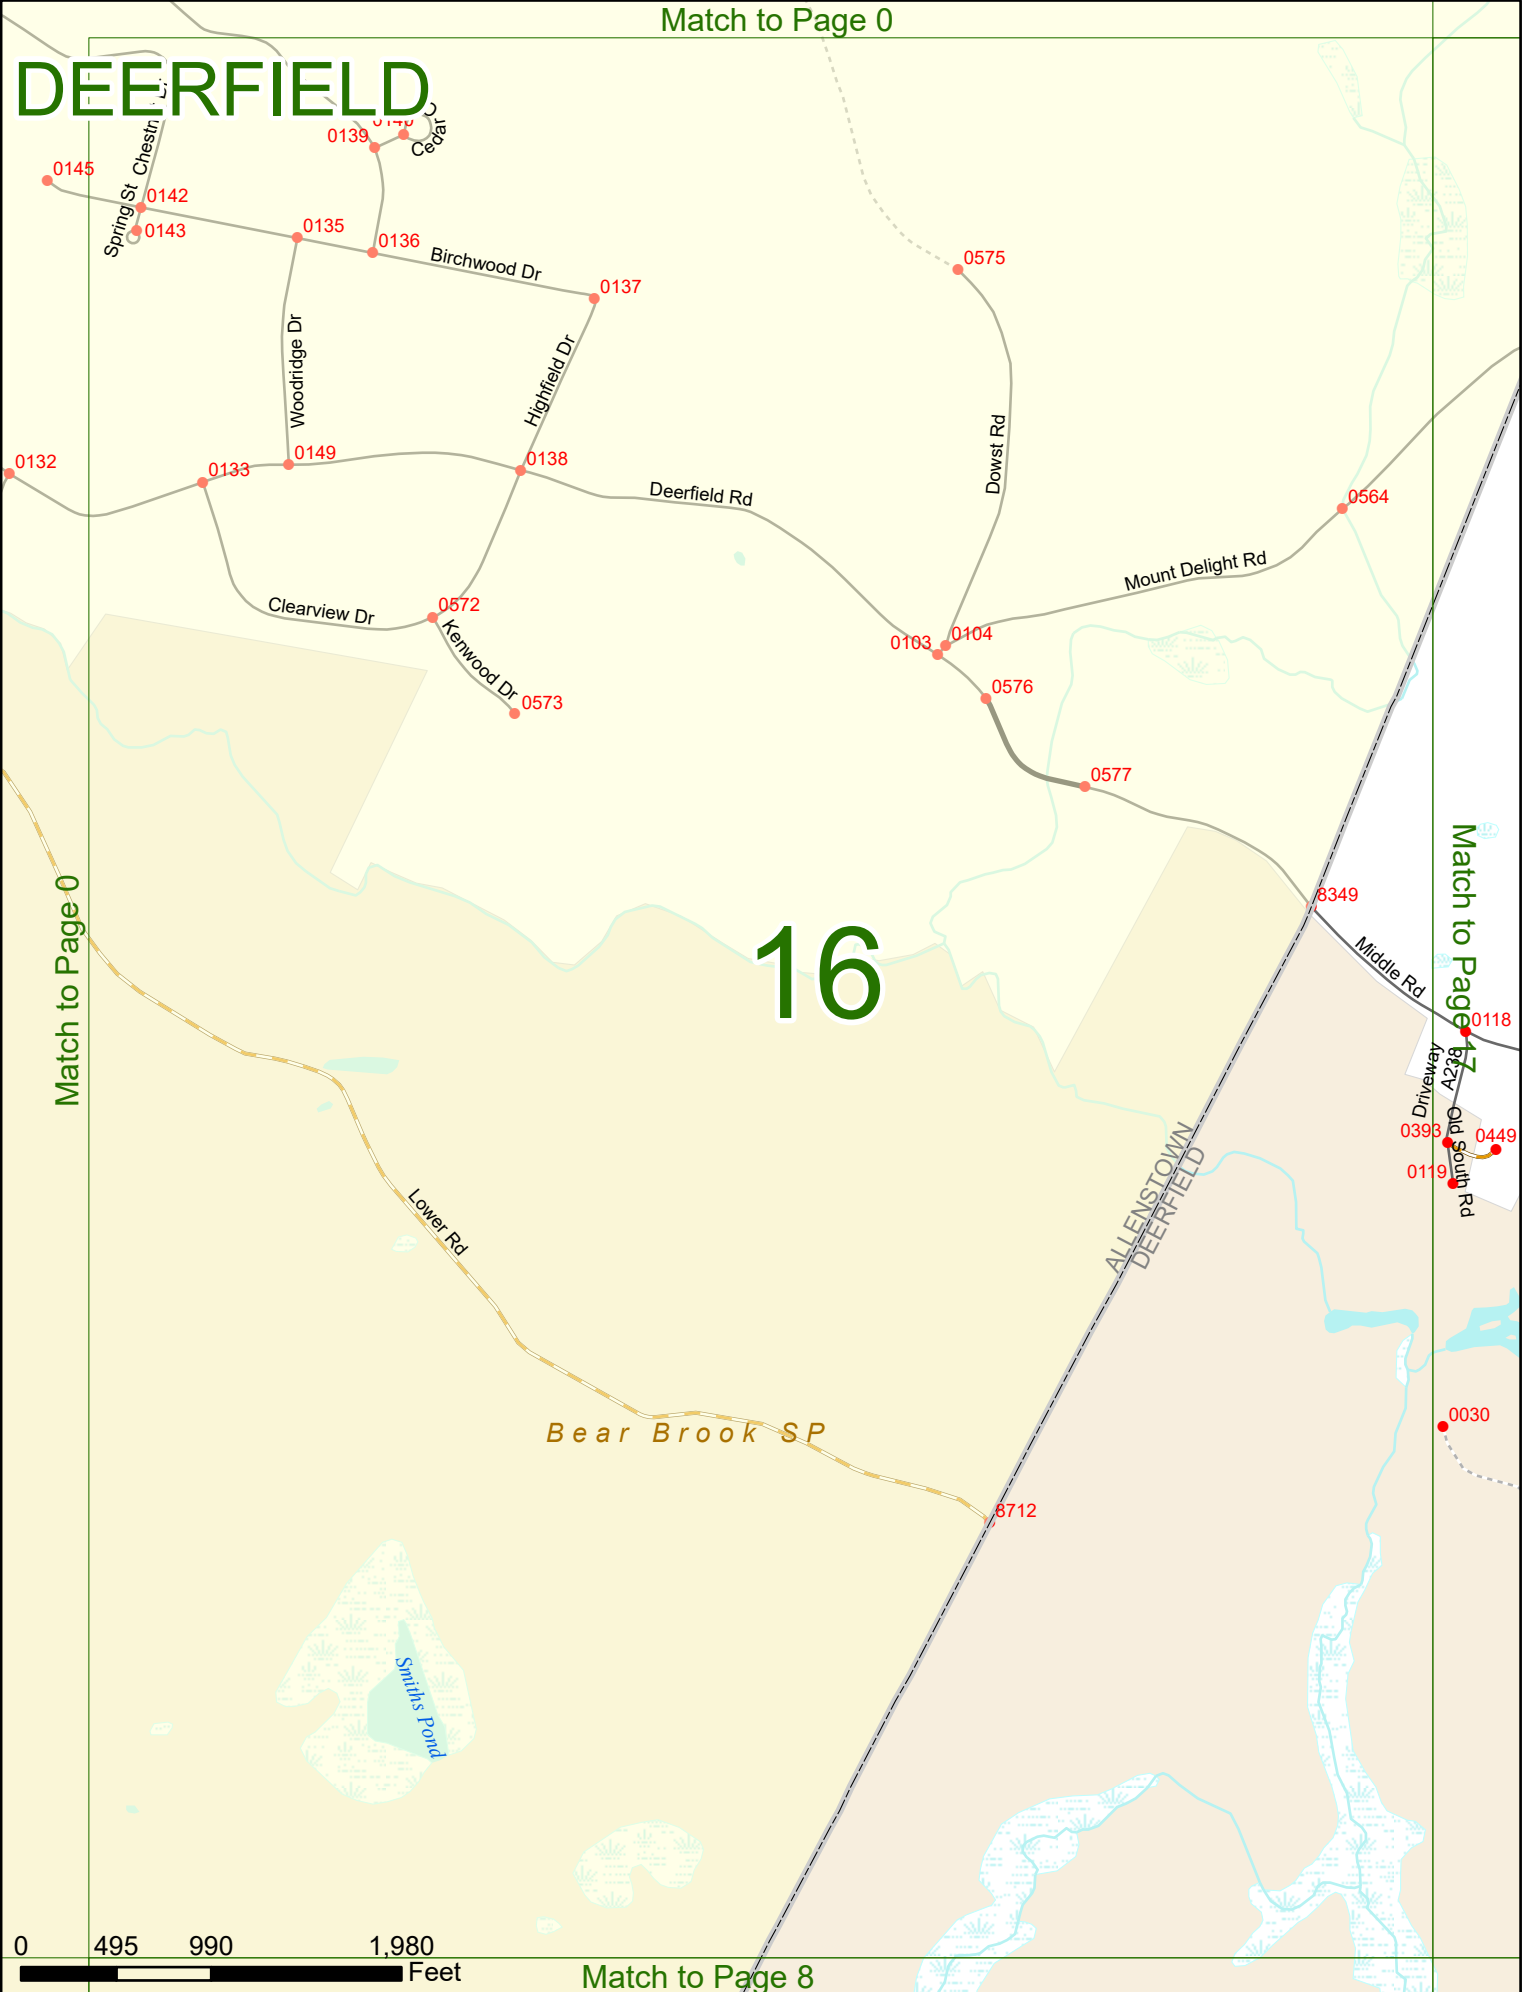 Match to Page 0
DEERFIELD
Cedar
0139
0145
0142
Spring St
0143
0135
0136
Birchwood Dr
0575
0137
Woodridge Dr
Highfield Dr
Dowst Rd
0132
0133
0149
0138
Deerfield Rd
0564
Mount Delight Rd
Clearview Dr
0572
Kenwood Dr
0573
0103
0104
0576
0577
8349
Middle Rd
Match to Page 0
16
Match to Page 17
0118
Driveway
A238
0393
Old South Rd
0449
0119
ALLENSTOWN
DEERFIELD
Lower Rd
Bear Brook SP
0030
8712
Smiths Pond
0 495 990 1,980
Feet
Match to Page 8